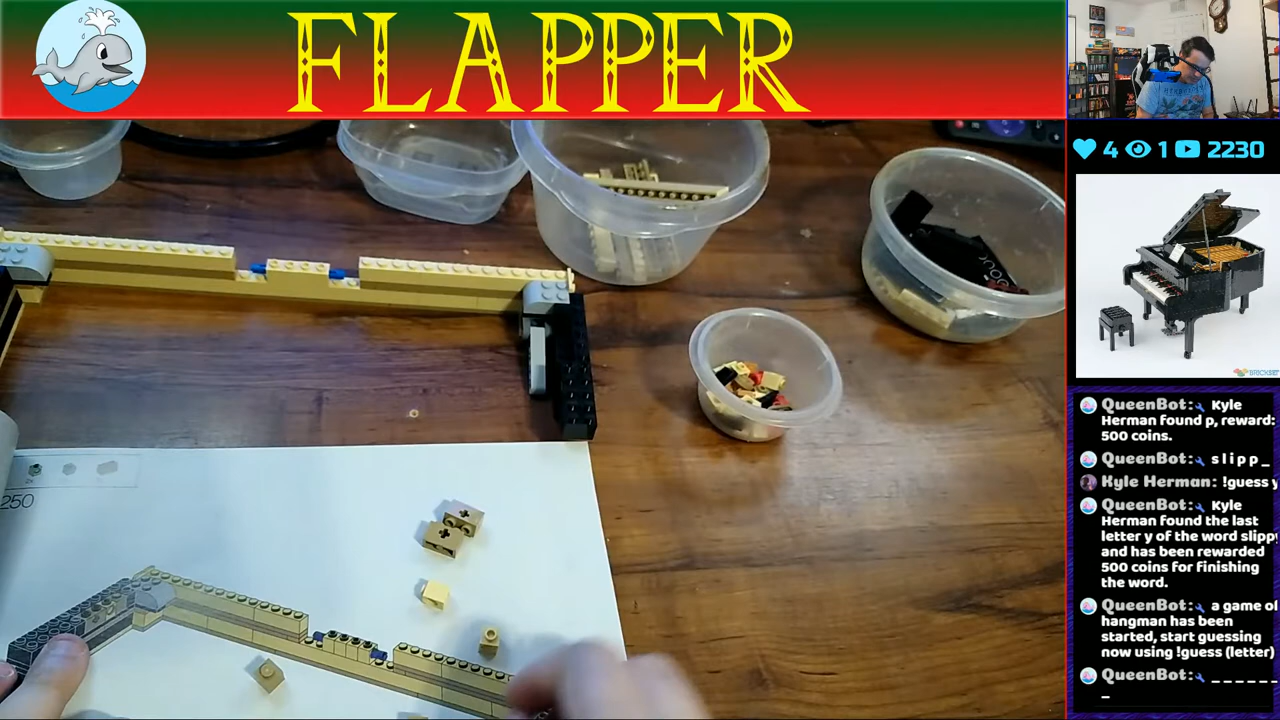 FLAPPER
4 1 2230
BRICKSET
QueenBot: Kyle
Herman found p, reward:
500 coins.
QueenBot: s l i p p _
Kyle Herman: !guess y
QueenBot: Kyle
Herman found the last
letter y of the word slippy
and has been rewarded
500 coins for finishing
the word.
QueenBot: a game of
hangman has been
started, start guessing
now using !guess (letter)
QueenBot: _ _ _ _ _ _
_
250